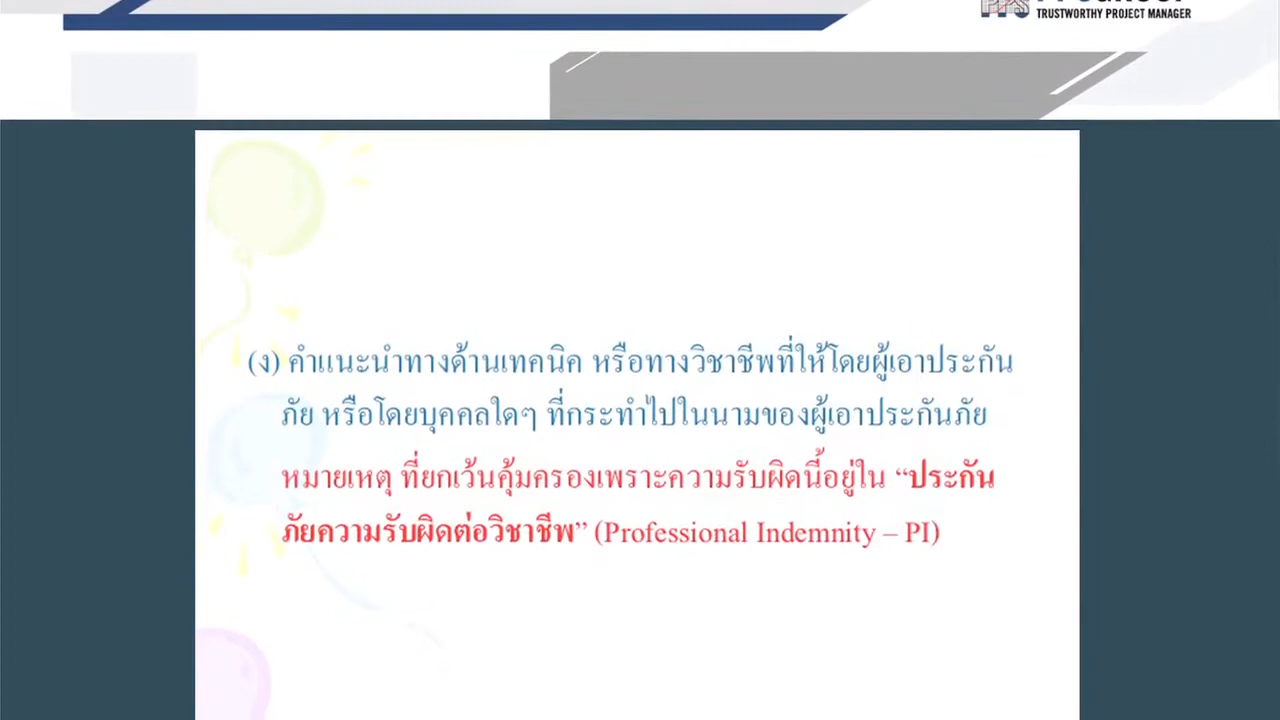 PPS
TRUSTWORTHY PROJECT MANAGER
(ง) คำแนะนำทางด้านเทคนิค หรือทางวิชาชีพที่ให้โดยผู้เอาประกัน
ภัย หรือโดยบุคคลใดๆ ที่กระทำไปในนามของผู้เอาประกันภัย
หมายเหตุ ที่ยกเว้นคุ้มครองเพราะความรับผิดนี้อยู่ใน “ประกัน
ภัยความรับผิดต่อวิชาชีพ” (Professional Indemnity – PI)